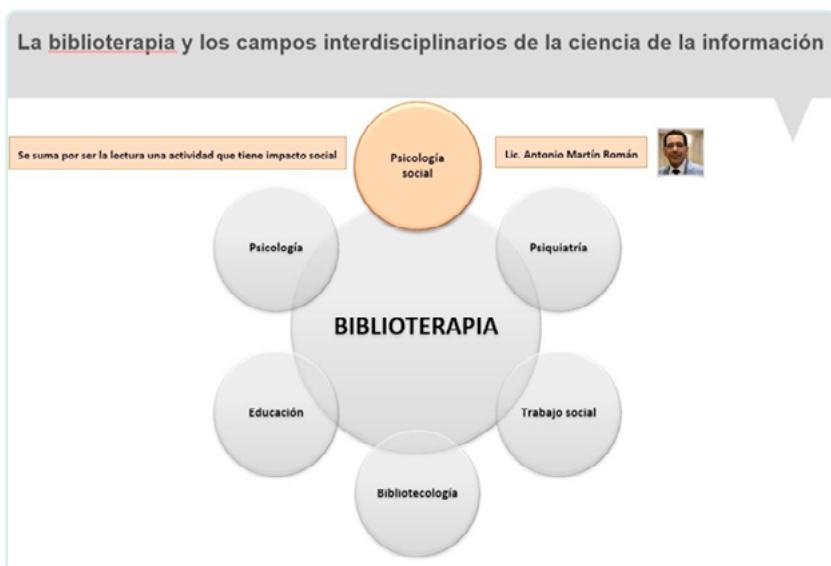 La biblioterapia y los campos interdisciplinarios de la ciencia de la información
Se suma por ser la lectura una actividad que tiene impacto social
Psicología
social
Lic. Antonio Martín Román
Psicología
Psiquiatría
BIBLIOTERAPIA
Educación
Trabajo social
Bibliotecología